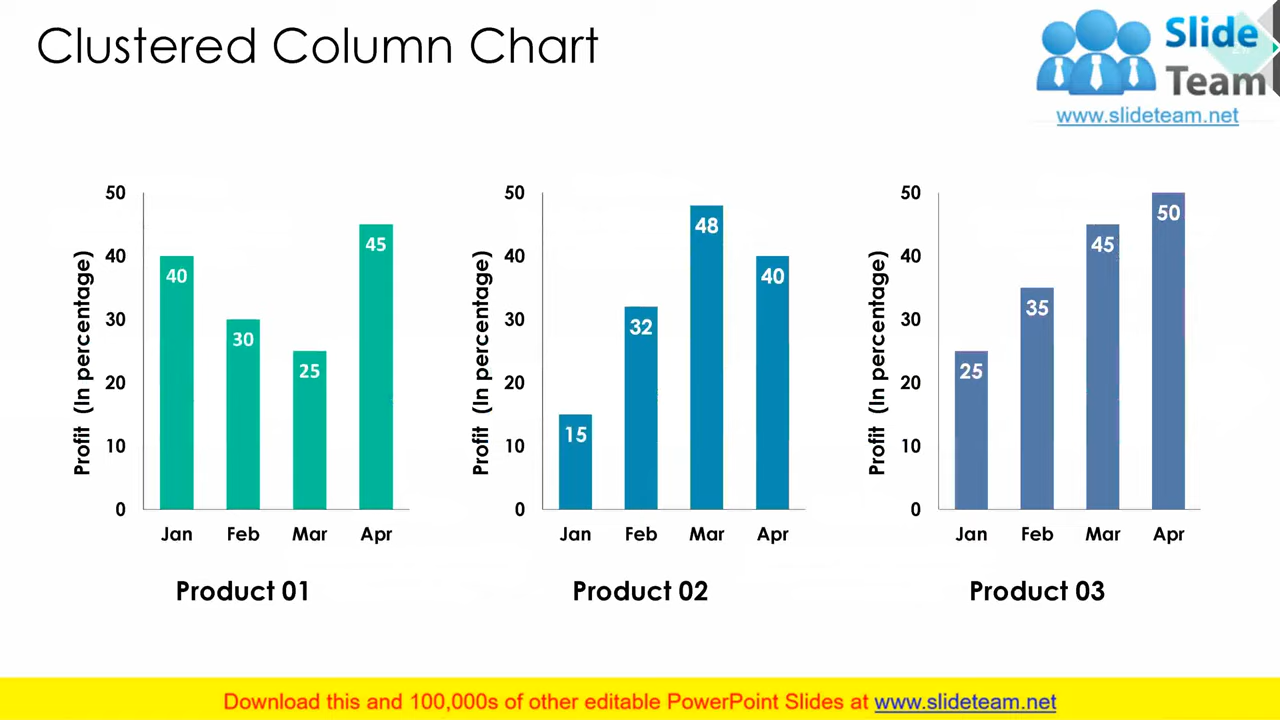 Clustered Column Chart
Slide
Team
www.slideteam.net
Profit (In percentage)
50
40
30
20
10
0
40
30
25
45
Jan Feb Mar Apr
Product 01
Profit (In percentage)
50
40
30
20
10
0
15
32
48
40
Jan Feb Mar Apr
Product 02
Profit (In percentage)
50
40
30
20
10
0
25
35
45
50
Jan Feb Mar Apr
Product 03
Download this and 100,000s of other editable PowerPoint Slides at www.slideteam.net